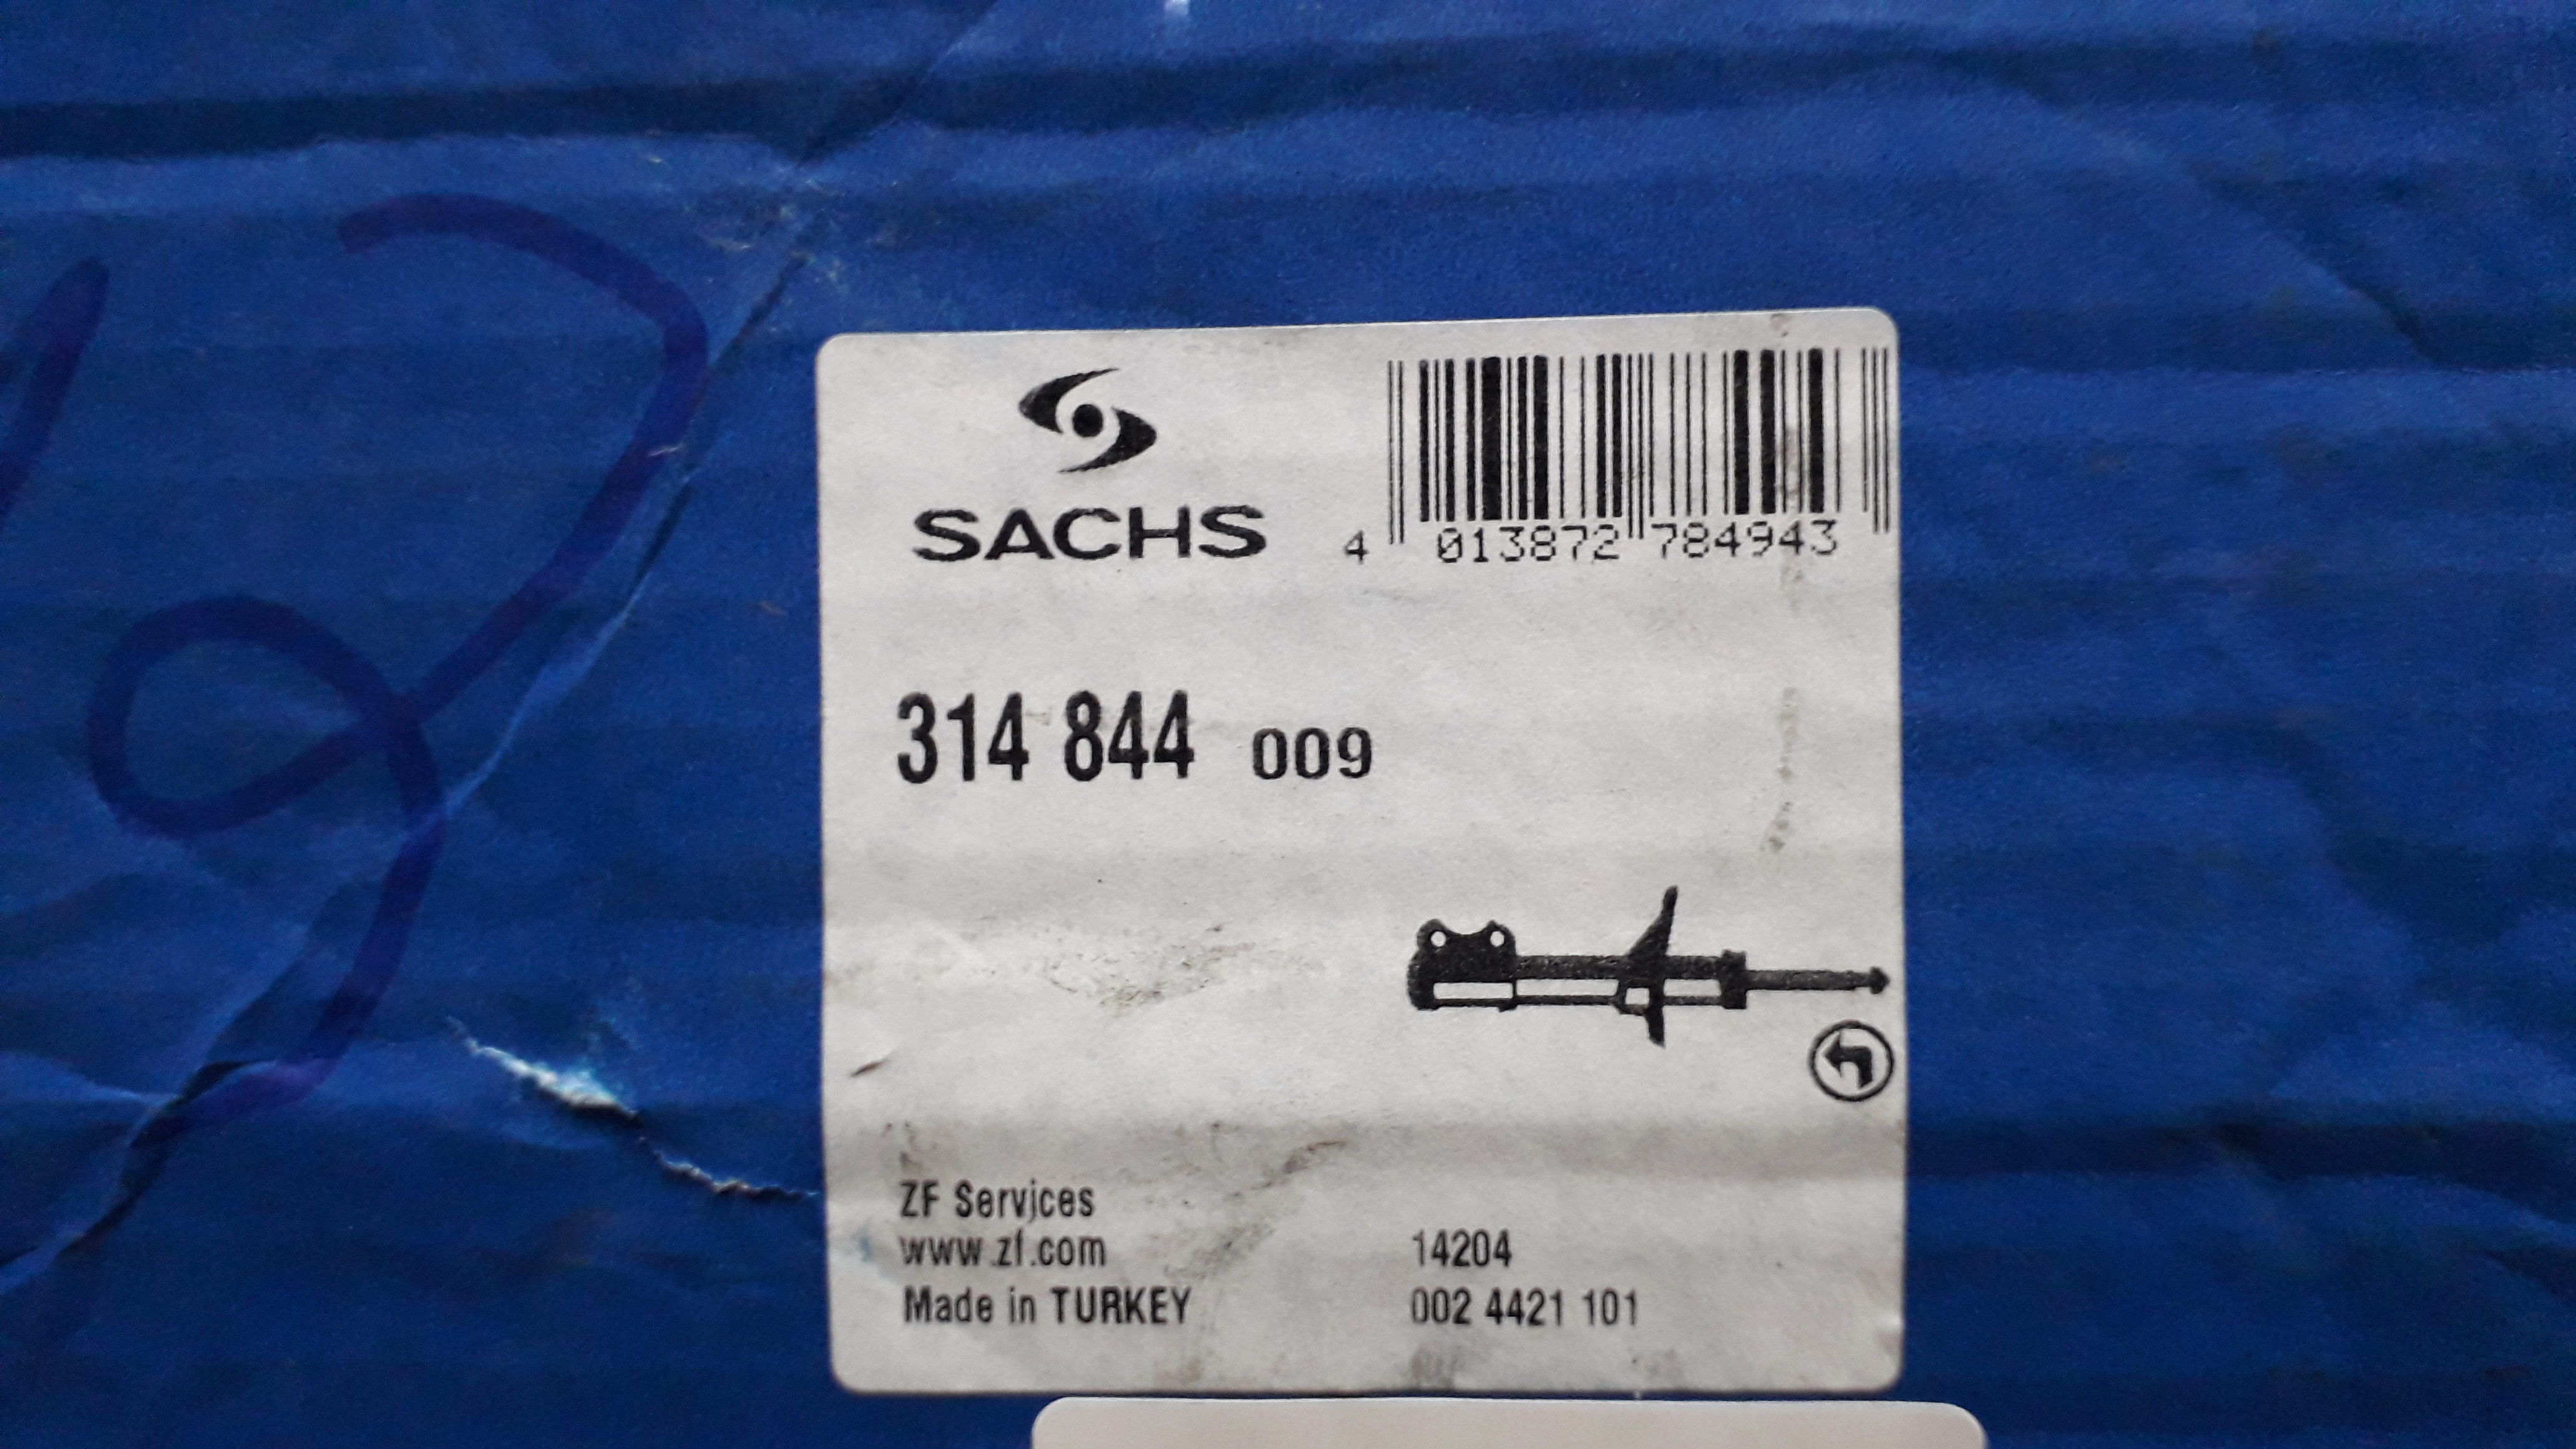 SACHS
4 013872 784943
314 844 009
ZF Services
www.zf.com
14204
Made in TURKEY
002 4421 101